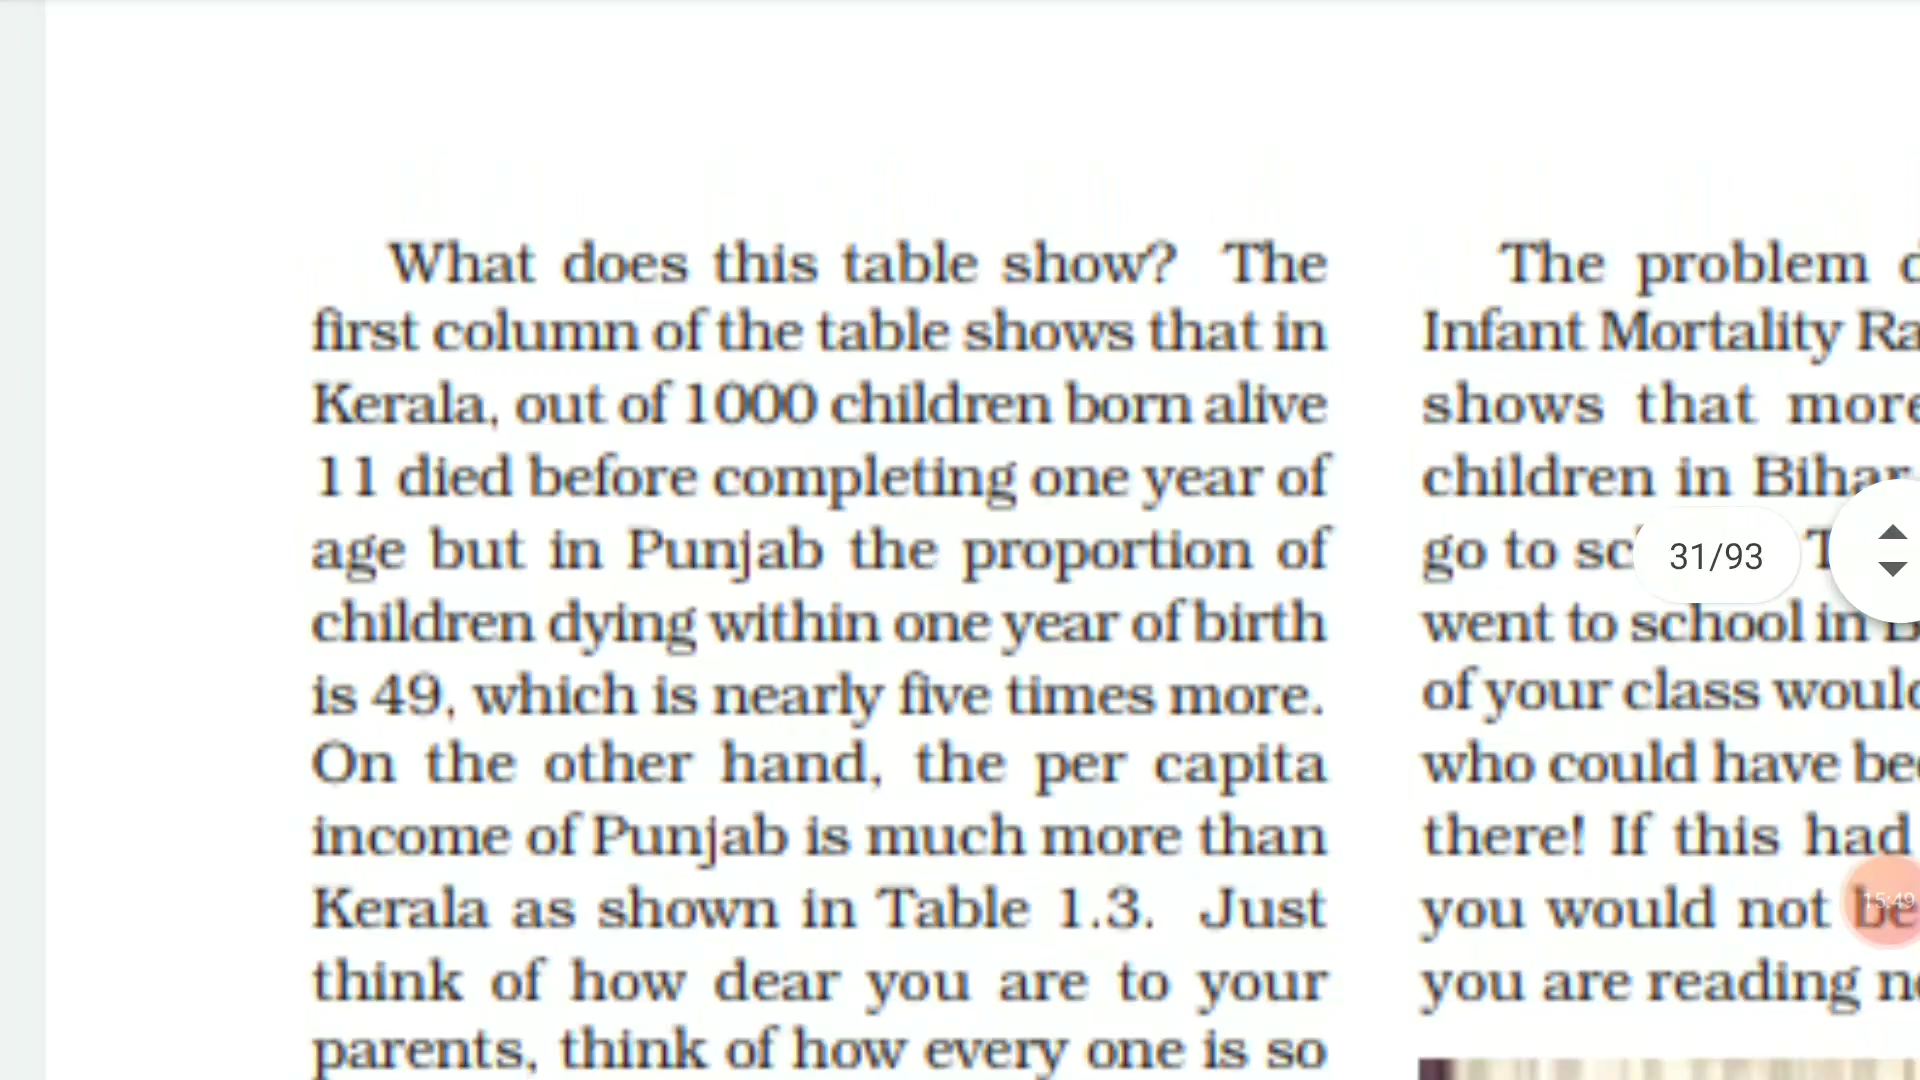 What does this table show? The
first column of the table shows that in
Kerala, out of 1000 children born alive
11 died before completing one year of
age but in Punjab the proportion of
children dying within one year of birth
is 49, which is nearly five times more.
On the other hand, the per capita
income of Punjab is much more than
Kerala as shown in Table 1.3. Just
think of how dear you are to your
parents, think of how every one is so
The problem
Infant Mortality
shows that more
children in Bihar
go to
went to school in
of your class would
who could have
there! If this had
you would not be
you are reading
31/93
15:49